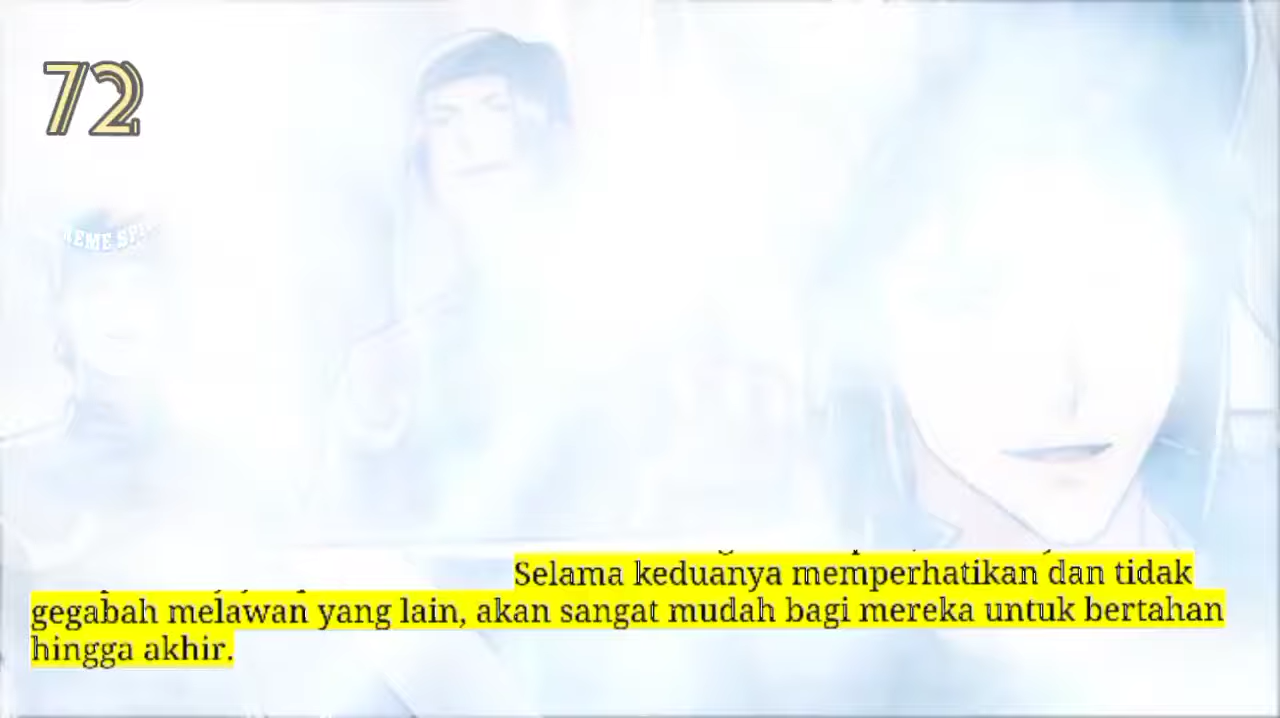 72
Selama keduanya memperhatikan dan tidak
gegabah melawan yang lain, akan sangat mudah bagi mereka untuk bertahan
hingga akhir.